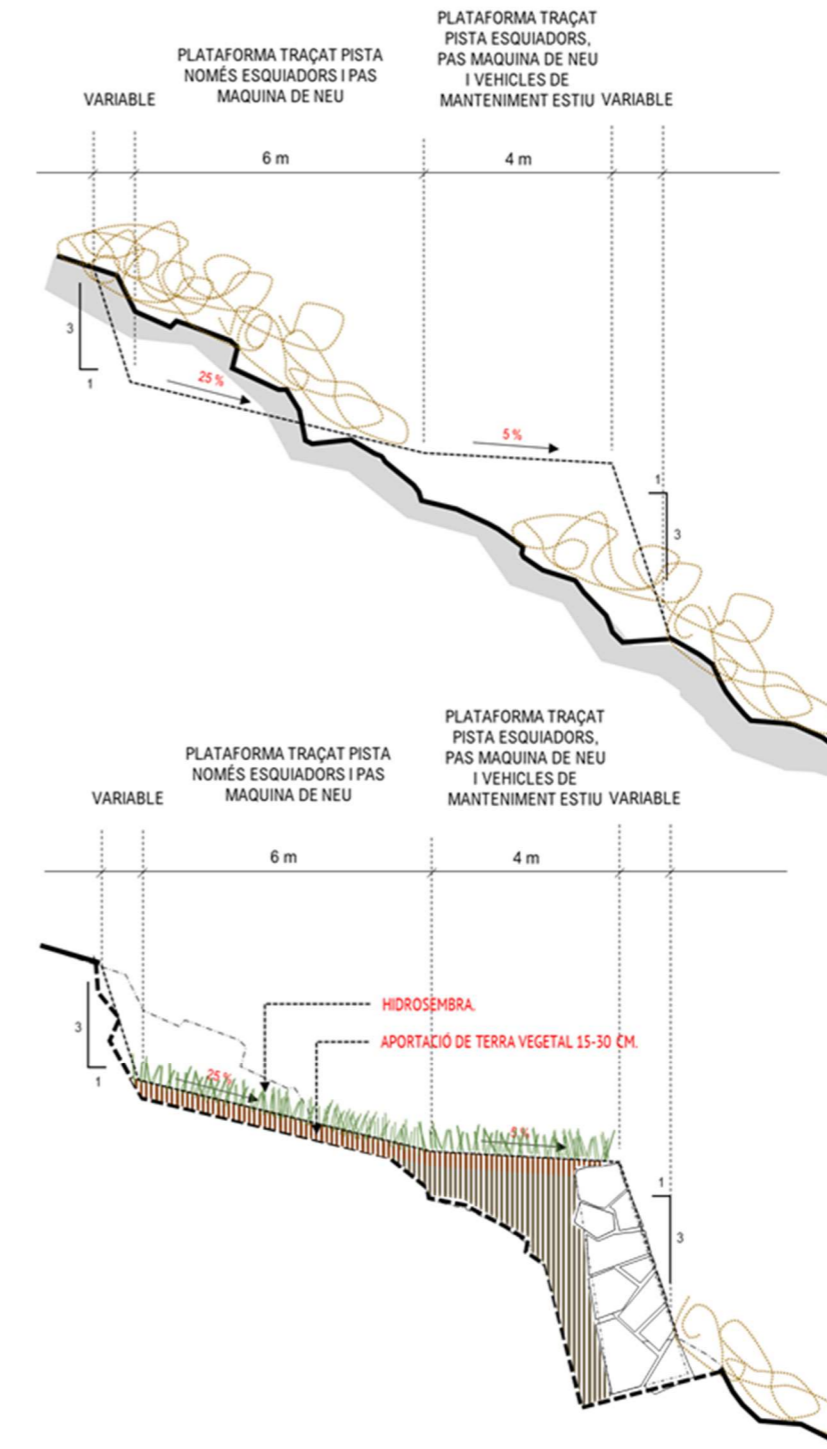 PLATAFORMA TRAÇAT
PISTA ESQUIADORS,
PAS MAQUINA DE NEU
I VEHICLES DE
MANTENIMENT ESTIU
PLATAFORMA TRAÇAT PISTA
NOMÉS ESQUIADORS I PAS
MAQUINA DE NEU
VARIABLE
VARIABLE
6 m
4 m
3
1
25 %
5 %
1
3
PLATAFORMA TRAÇAT
PISTA ESQUIADORS,
PAS MAQUINA DE NEU
I VEHICLES DE
MANTENIMENT ESTIU
PLATAFORMA TRAÇAT PISTA
NOMÉS ESQUIADORS I PAS
MAQUINA DE NEU
VARIABLE
VARIABLE
6 m
4 m
HIDROSEMBRA.
APORTACIÓ DE TERRA VEGETAL 15-30 CM.
3
1
25 %
5 %
1
3